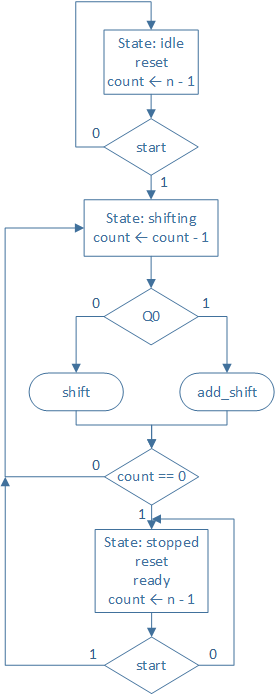 State: idle
reset
count ← n - 1
0
start
1
State: shifting
count ← count - 1
0
Q0
1
shift
add_shift
0
count == 0
1
State: stopped
reset
ready
count ← n - 1
1
start
0